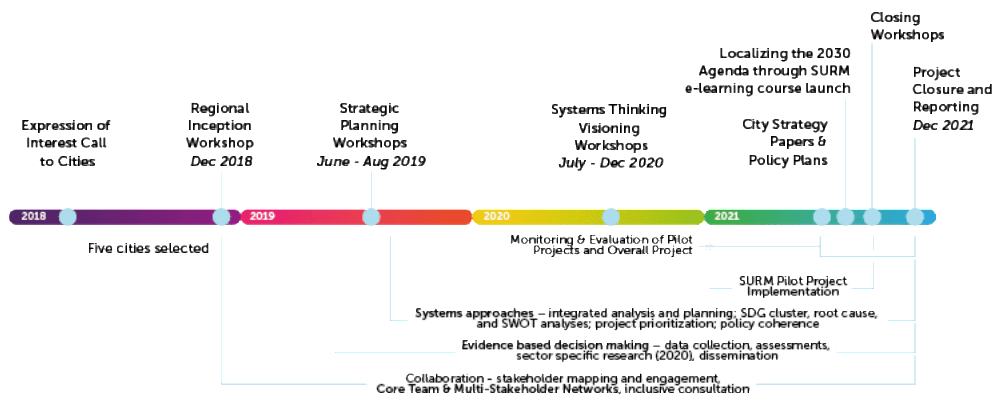 Closing
Workshops
Localizing the 2030
Agenda through SURM
e-learning course launch
Project
Closure and
Reporting
Dec 2021
Expression of
Interest Call
to Cities
Regional
Inception
Workshop
Dec 2018
Strategic
Planning
Workshops
June - Aug 2019
Systems Thinking
Visioning
Workshops
July - Dec 2020
City Strategy
Papers &
Policy Plans
2018
2019
2020
2021
Five cities selected
Monitoring & Evaluation of Pilot
Projects and Overall Project
SURM Pilot Project
Implementation
Systems approaches – integrated analysis and planning; SDG cluster, root cause,
and SWOT analyses; project prioritization; policy coherence
Evidence based decision making – data collection, assessments,
sector specific research (2020), dissemination
Collaboration - stakeholder mapping and engagement,
Core Team & Multi-Stakeholder Networks, inclusive consultation